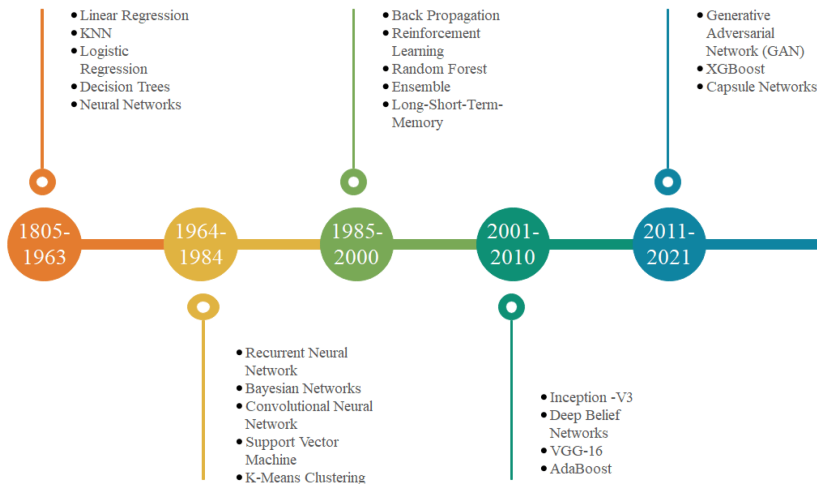 • Linear Regression
• KNN
• Logistic
Regression
• Decision Trees
• Neural Networks
• Back Propagation
• Reinforcement
Learning
• Random Forest
• Ensemble
• Long-Short-Term-
Memory
• Generative
Adversarial
Network (GAN)
• XGBoost
• Capsule Networks
1805-
1963
1964-
1984
1985-
2000
2001-
2010
2011-
2021
• Recurrent Neural
Network
• Bayesian Networks
• Convolutional Neural
Network
• Support Vector
Machine
• K-Means Clustering
• Inception -V3
• Deep Belief
Networks
• VGG-16
• AdaBoost